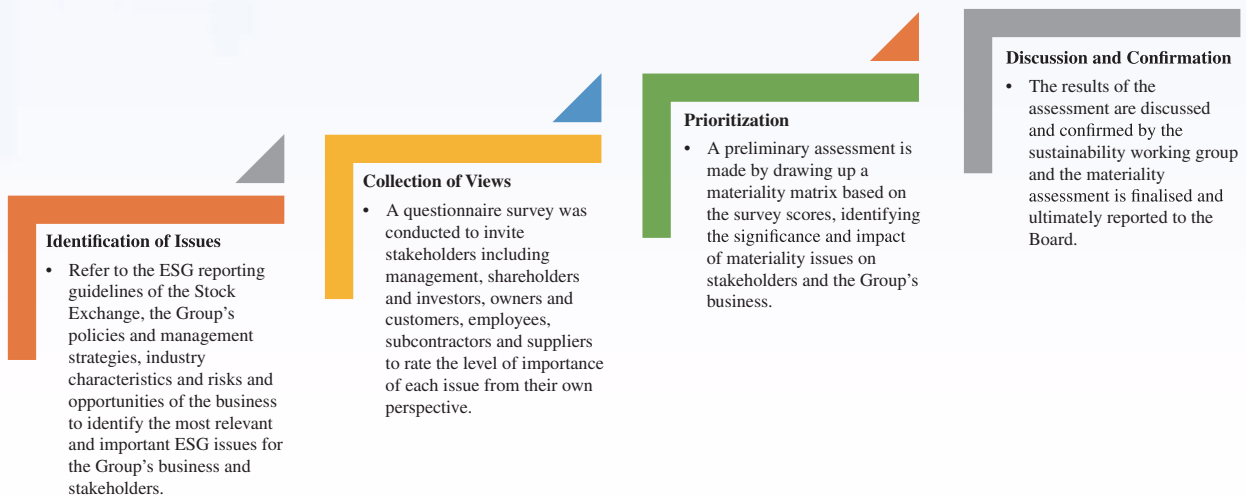 Identification of Issues
• Refer to the ESG reporting
guidelines of the Stock
Exchange, the Group's
policies and management
strategies, industry
characteristics and risks and
opportunities of the business
to identify the most relevant
and important ESG issues for
the Group's business and
stakeholders.
Collection of Views
• A questionnaire survey was
conducted to invite
stakeholders including
management, shareholders
and investors, owners and
customers, employees,
subcontractors and suppliers
to rate the level of importance
of each issue from their own
perspective.
Prioritization
• A preliminary assessment is
made by drawing up a
materiality matrix based on
the survey scores, identifying
the significance and impact
of materiality issues on
stakeholders and the Group's
business.
Discussion and Confirmation
• The results of the
assessment are discussed
and confirmed by the
sustainability working group
and the materiality
assessment is finalised and
ultimately reported to the
Board.